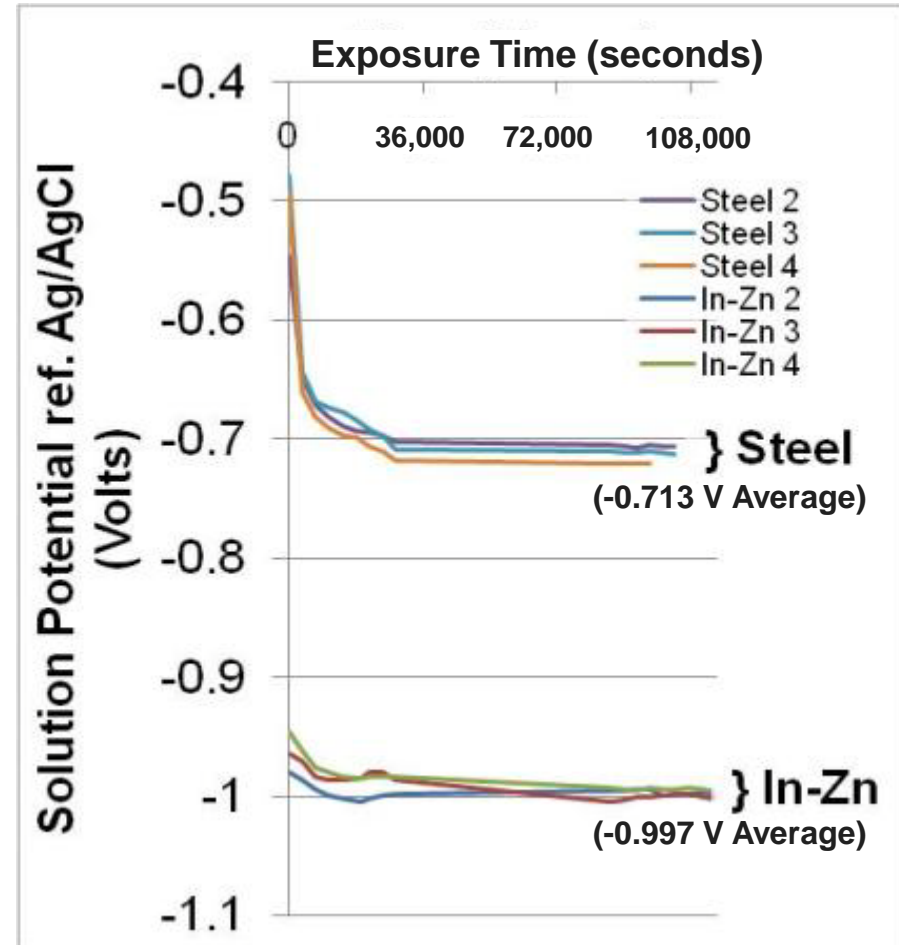 Exposure Time (seconds)
-0.4
0
36,000
72,000
108,000
-0.5
-0.6
-0.7
-0.8
-0.9
-1
-1.1
Solution Potential ref. Ag/AgCl
(Volts)
Steel 2
Steel 3
Steel 4
In-Zn 2
In-Zn 3
In-Zn 4
} Steel
(-0.713 V Average)
} In-Zn
(-0.997 V Average)